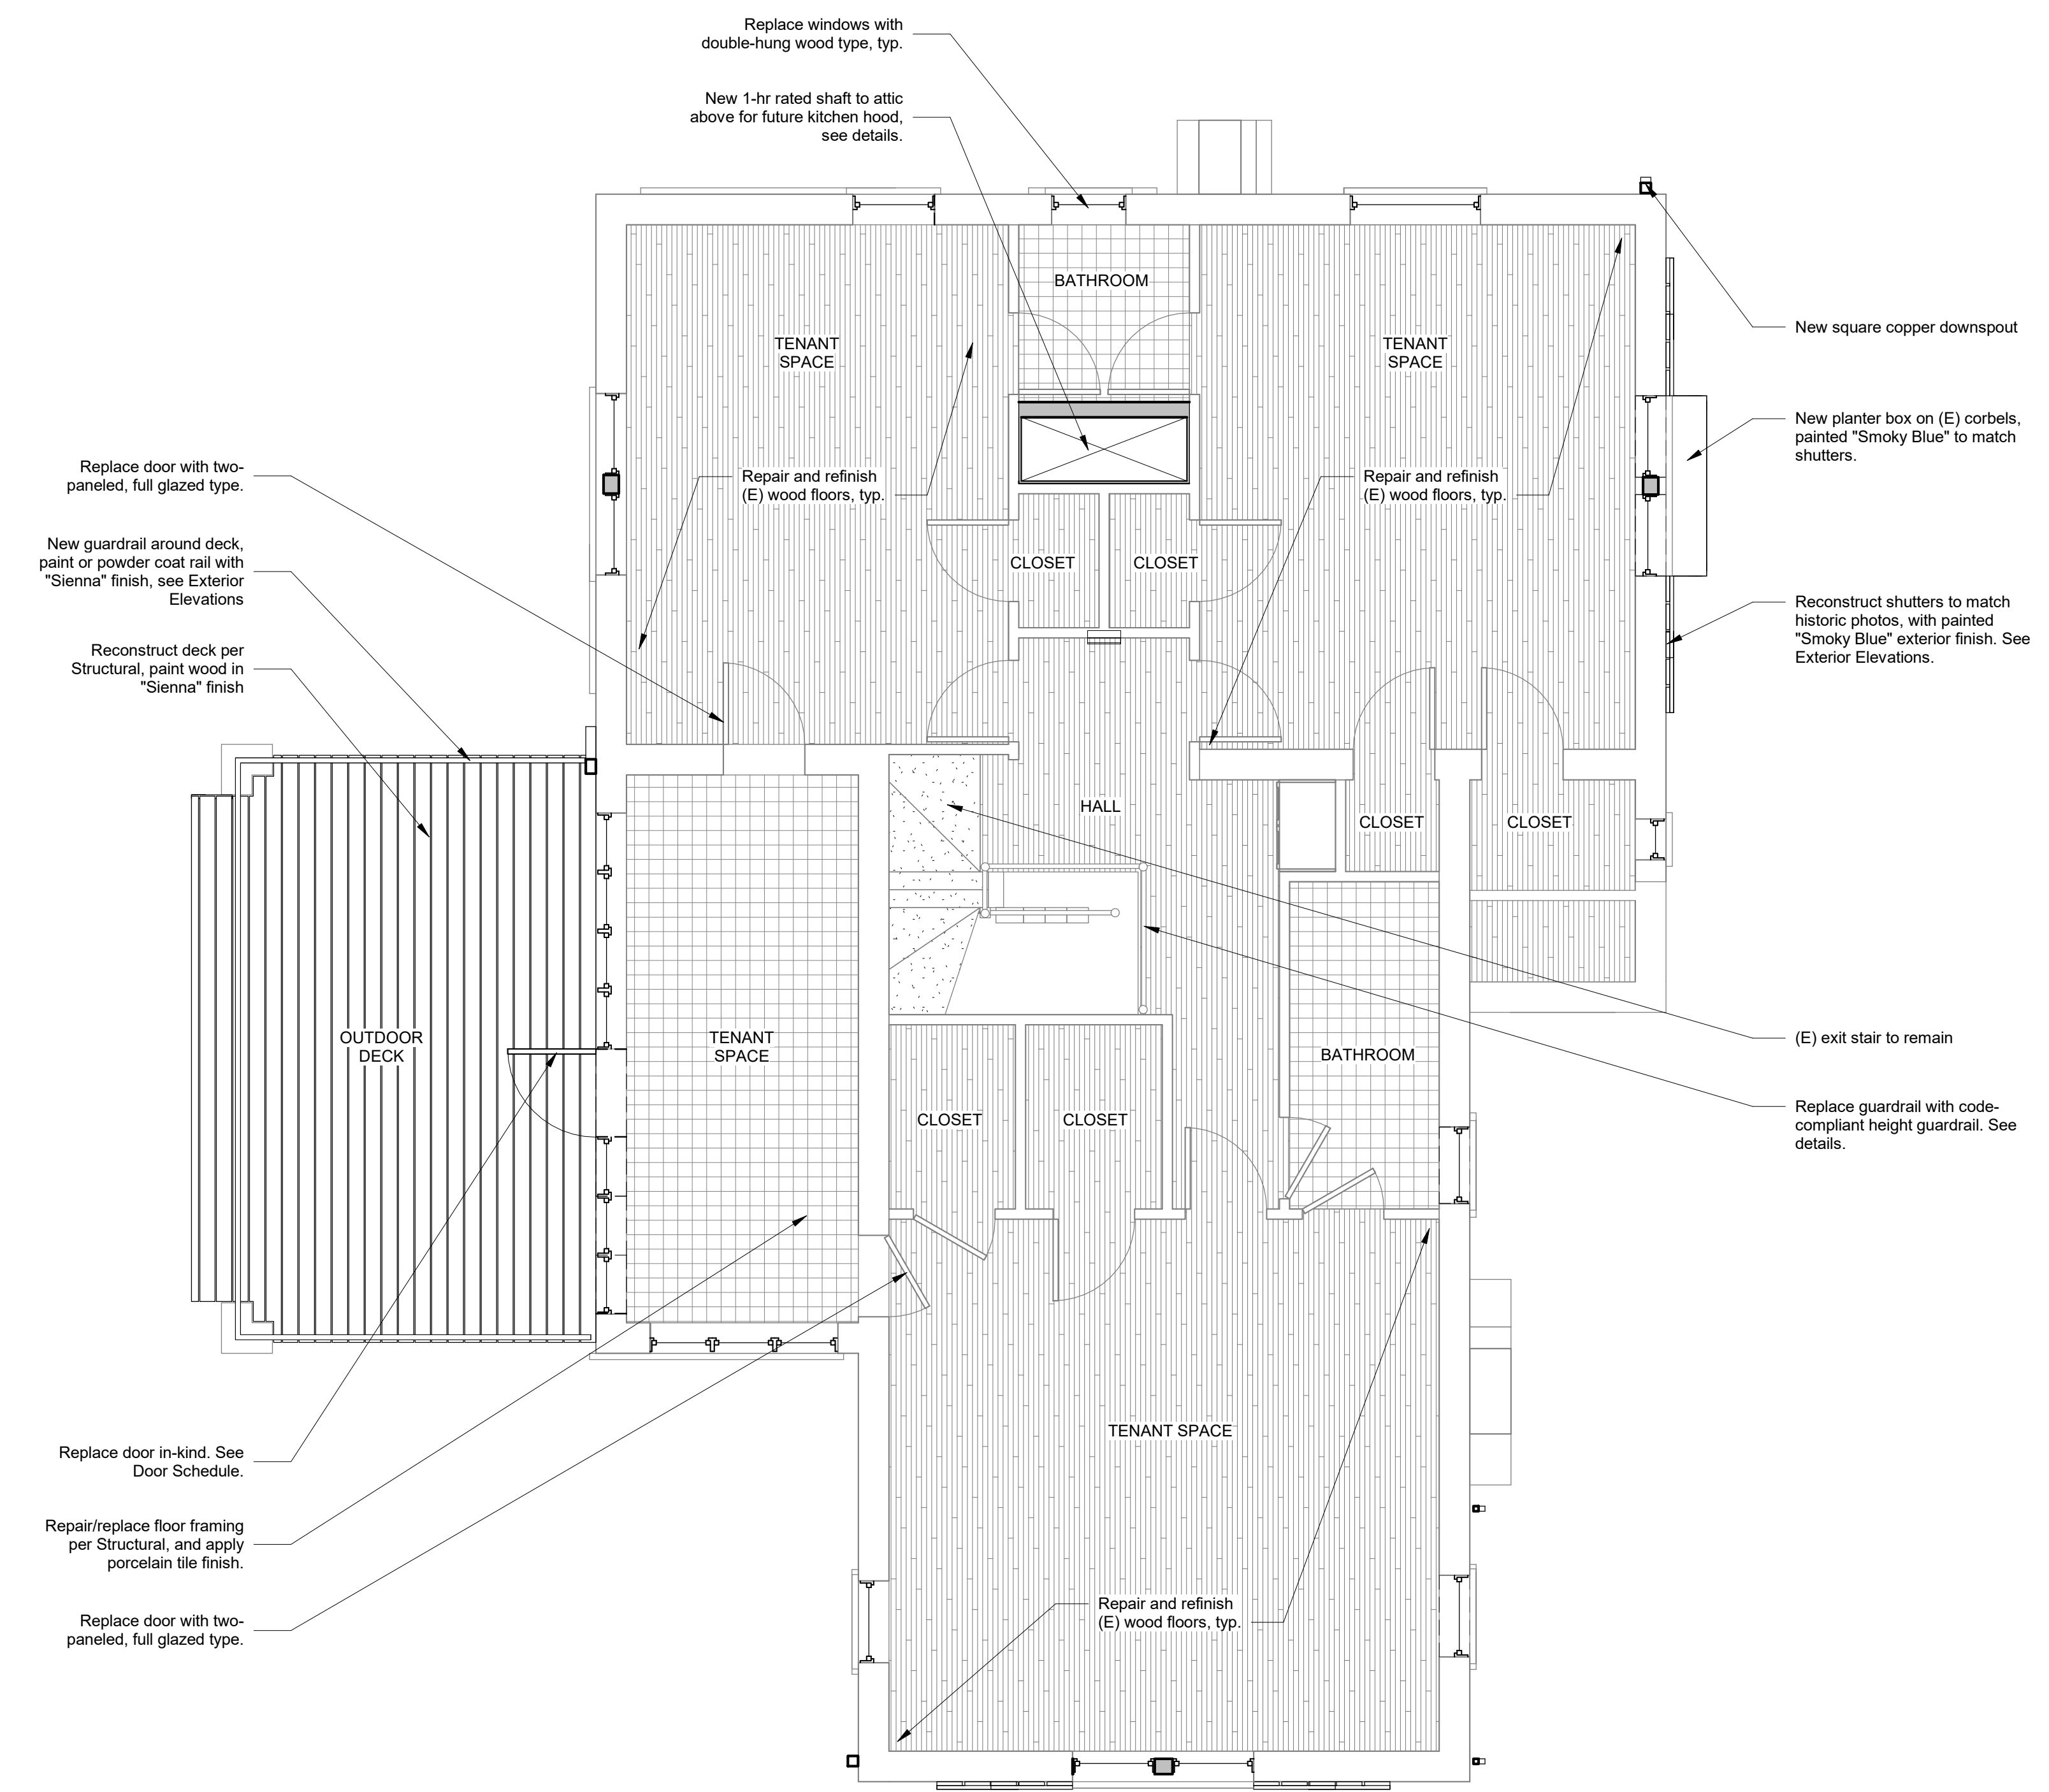 Replace windows with
double-hung wood type, typ.
New 1-hr rated shaft to attic
above for future kitchen hood,
see details.
BATHROOM
TENANT
SPACE
TENANT
SPACE
New square copper downspout
New planter box on (E) corbels,
painted "Smoky Blue" to match
shutters.
Replace door with two-
paneled, full glazed type.
Repair and refinish
(E) wood floors, typ.
Repair and refinish
(E) wood floors, typ.
New guardrail around deck,
paint or powder coat rail with
"Sienna" finish, see Exterior
Elevations
CLOSET
CLOSET
Reconstruct shutters to match
historic photos, with painted
"Smoky Blue" exterior finish. See
Exterior Elevations.
Reconstruct deck per
Structural, paint wood in
"Sienna" finish
HALL
CLOSET
CLOSET
OUTDOOR
DECK
TENANT
SPACE
BATHROOM
(E) exit stair to remain
CLOSET
CLOSET
Replace guardrail with code-
compliant height guardrail. See
details.
TENANT SPACE
Replace door in-kind. See
Door Schedule.
Repair/replace floor framing
per Structural, and apply
porcelain tile finish.
Repair and refinish
(E) wood floors, typ.
Replace door with two-
paneled, full glazed type.